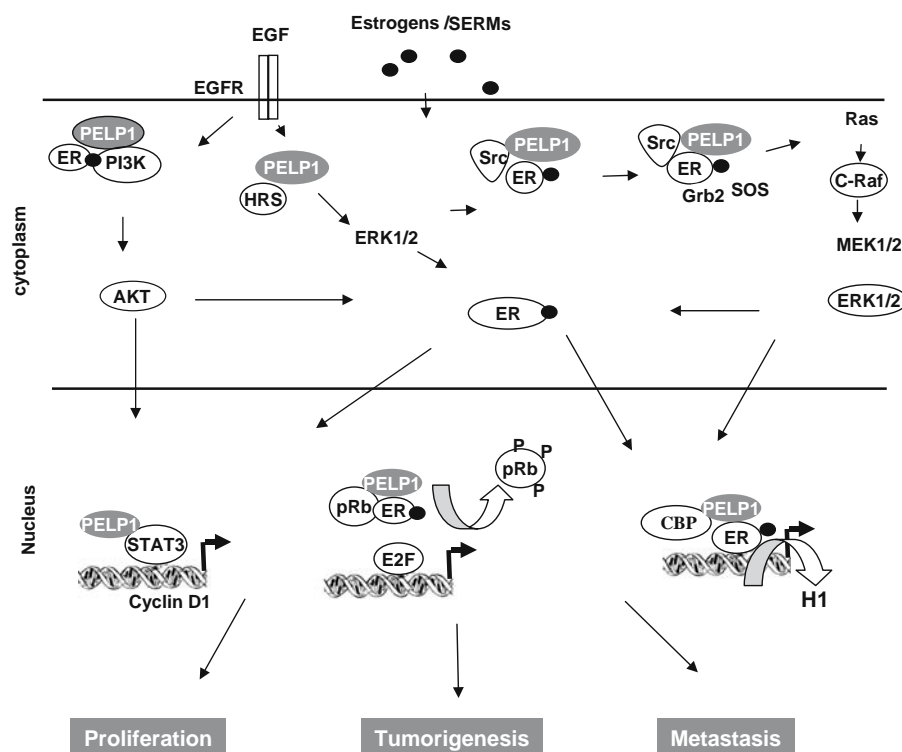 Estrogens /SERMs
EGF
EGFR
PELP1
ER
PI3K
PELP1
HRS
ERK1/2
PELP1
Src
ER
PELP1
Src
ER
Grb2
SOS
Ras
C-Raf
MEK1/2
ERK1/2
AKT
ER
cytoplasm
Nucleus
PELP1
STAT3
Cyclin D1
PELP1
pRb
ER
E2F
P
P
pRb
P
PELP1
CBP
ER
H1
Proliferation
Tumorigenesis
Metastasis